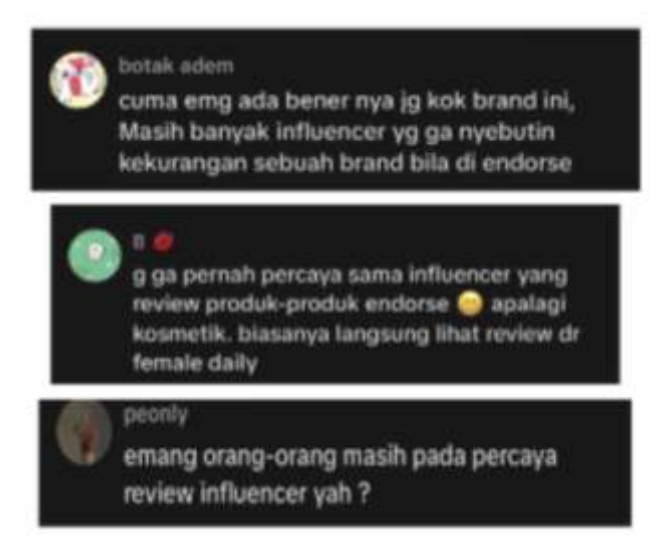 botak adem
cuma emg ada bener nya jg kok brand ini,
Masih banyak influencer yg ga nyebutin
kekurangan sebuah brand bila di endorse
g ga pernah percaya sama influencer yang
review produk-produk endorse 😊 apalagi
kosmetik. biasanya langsung lihat review dr
female daily
peonly
emang orang-orang masih pada percaya
review influencer yah ?